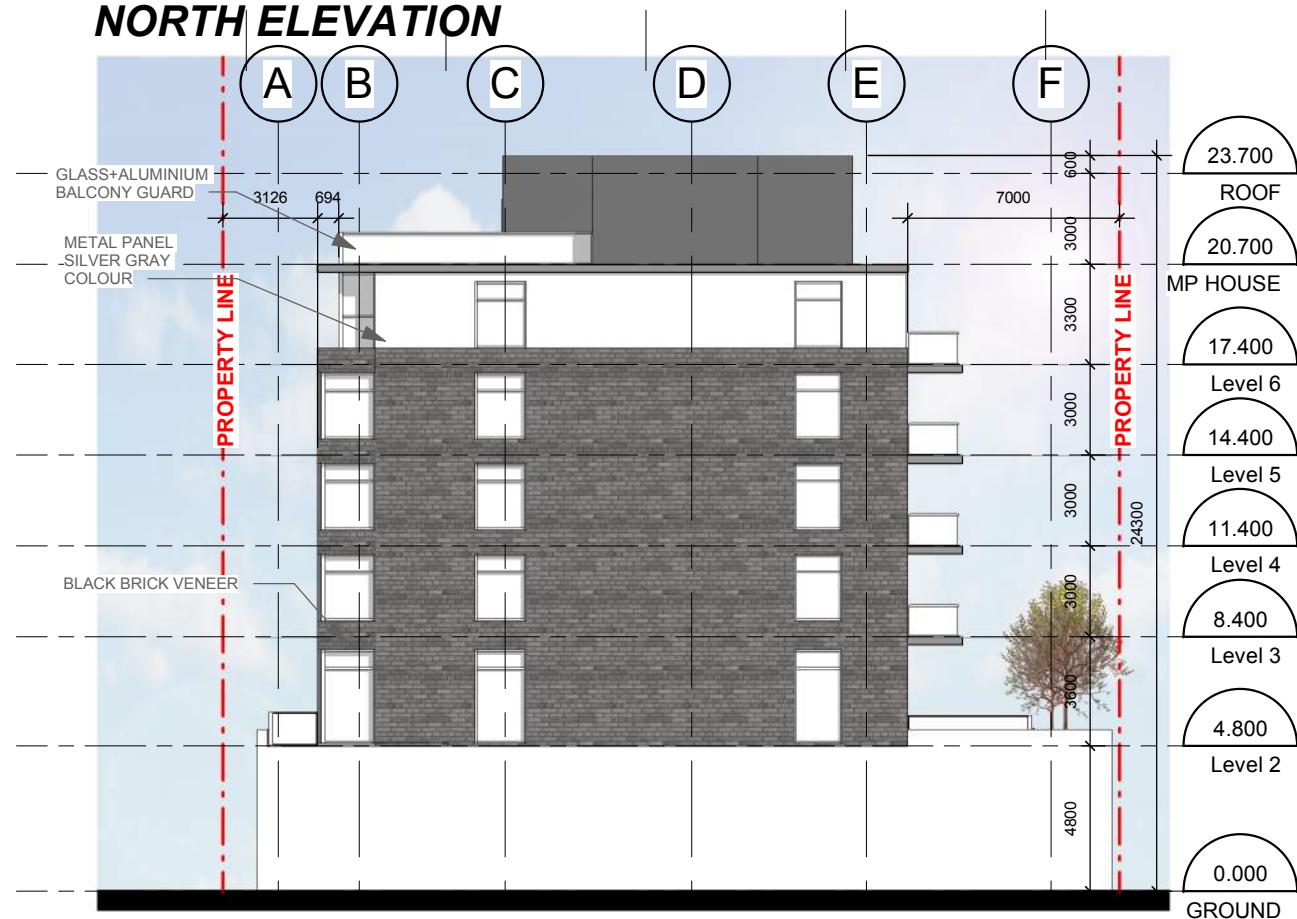 NORTH ELEVATION
A
B
C
D
E
F
GLASS+ALUMINIUM
BALCONY GUARD
3126
694
7000
600
3000
23.700
ROOF
METAL PANEL
SILVER GRAY
COLOUR
20.700
MP HOUSE
PROPERTY LINE
PROPERTY LINE
3300
17.400
Level 6
3000
14.400
Level 5
3000
24300
11.400
Level 4
BLACK BRICK VENEER
3000
8.400
Level 3
3600
4.800
Level 2
4800
0.000
GROUND